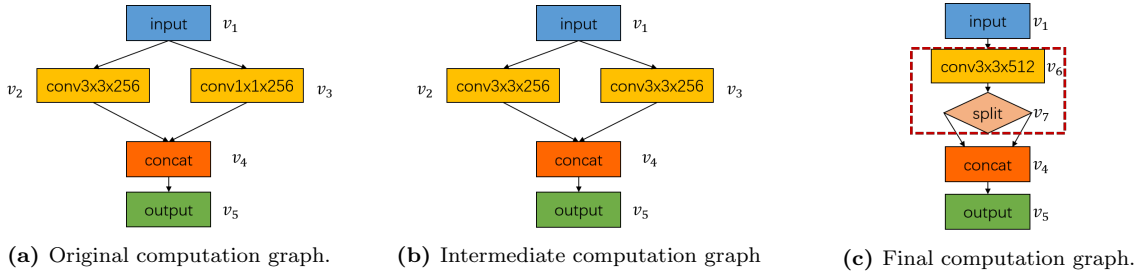 input v₁
v₂ conv3x3x256 conv1x1x256 v₃
concat v₄
output v₅
(a) Original computation graph.
input v₁
v₂ conv3x3x256 conv3x3x256 v₃
concat v₄
output v₅
(b) Intermediate computation graph
input v₁
conv3x3x512 v₆
split v₇
concat v₄
output v₅
(c) Final computation graph.